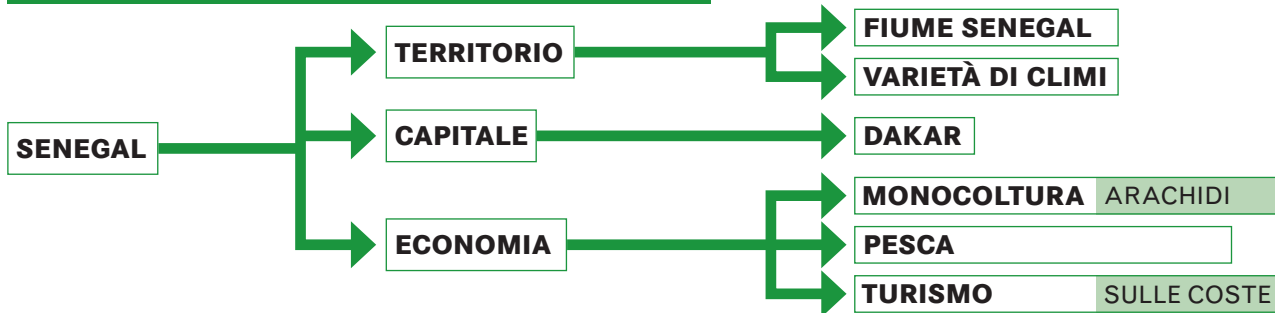 SENEGAL
TERRITORIO
FIUME SENEGAL
VARIETÀ DI CLIMI
CAPITALE
DAKAR
ECONOMIA
MONOCOLTURA ARACHIDI
PESCA
TURISMO SULLE COSTE